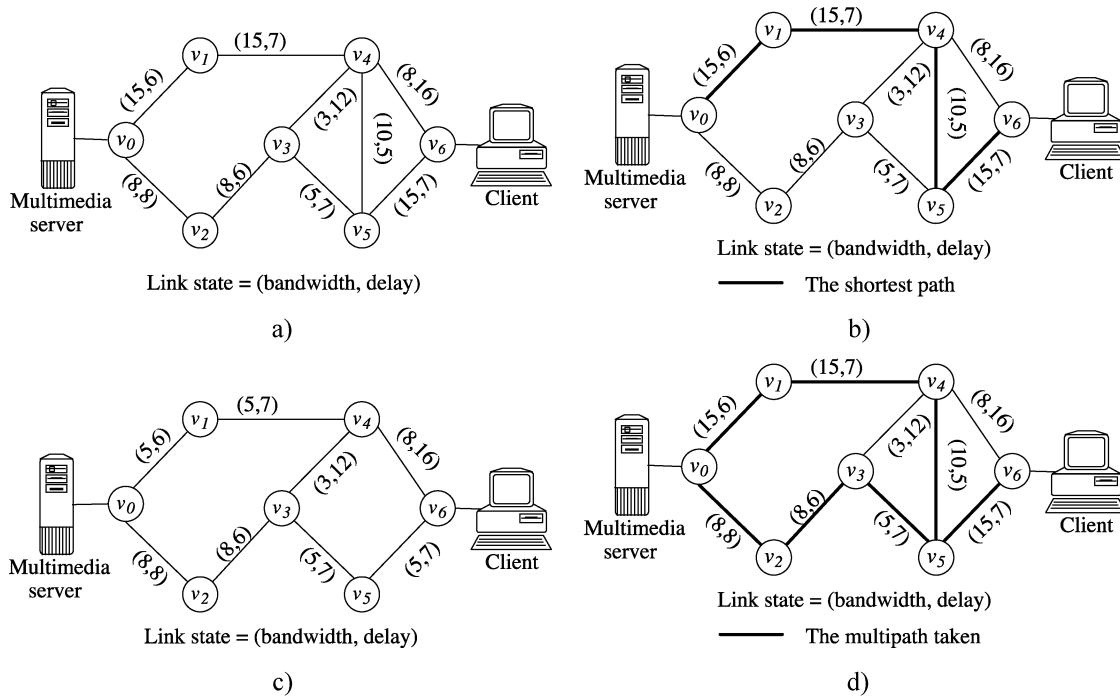 v1
(15,7)
v4
(15,6)
(8,16)
(3,12)
(10,5)
v0
v3
v6
(8,8)
(8,6)
(5,7)
(15,7)
Multimedia
server
Client
v2
v5
Link state = (bandwidth, delay)
a)
v1
(15,7)
v4
(15,6)
(8,16)
(3,12)
(10,5)
v0
v3
v6
(8,8)
(8,6)
(5,7)
(15,7)
Multimedia
server
Client
v2
v5
Link state = (bandwidth, delay)
The shortest path
b)
v1
(5,7)
v4
(5,6)
(8,16)
(3,12)
v0
v3
v6
(8,8)
(8,6)
(5,7)
(5,7)
Multimedia
server
Client
v2
v5
Link state = (bandwidth, delay)
c)
v1
(15,7)
v4
(15,6)
(8,16)
(3,12)
(10,5)
v0
v3
v6
(8,8)
(8,6)
(5,7)
(15,7)
Multimedia
server
Client
v2
v5
Link state = (bandwidth, delay)
The multipath taken
d)